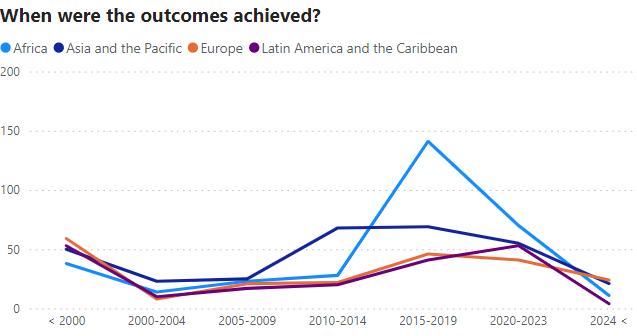 When were the outcomes achieved?
Africa Asia and the Pacific Europe Latin America and the Caribbean
200
150
100
50
0
< 2000 2000-2004 2005-2009 2010-2014 2015-2019 2020-2023 2024 <